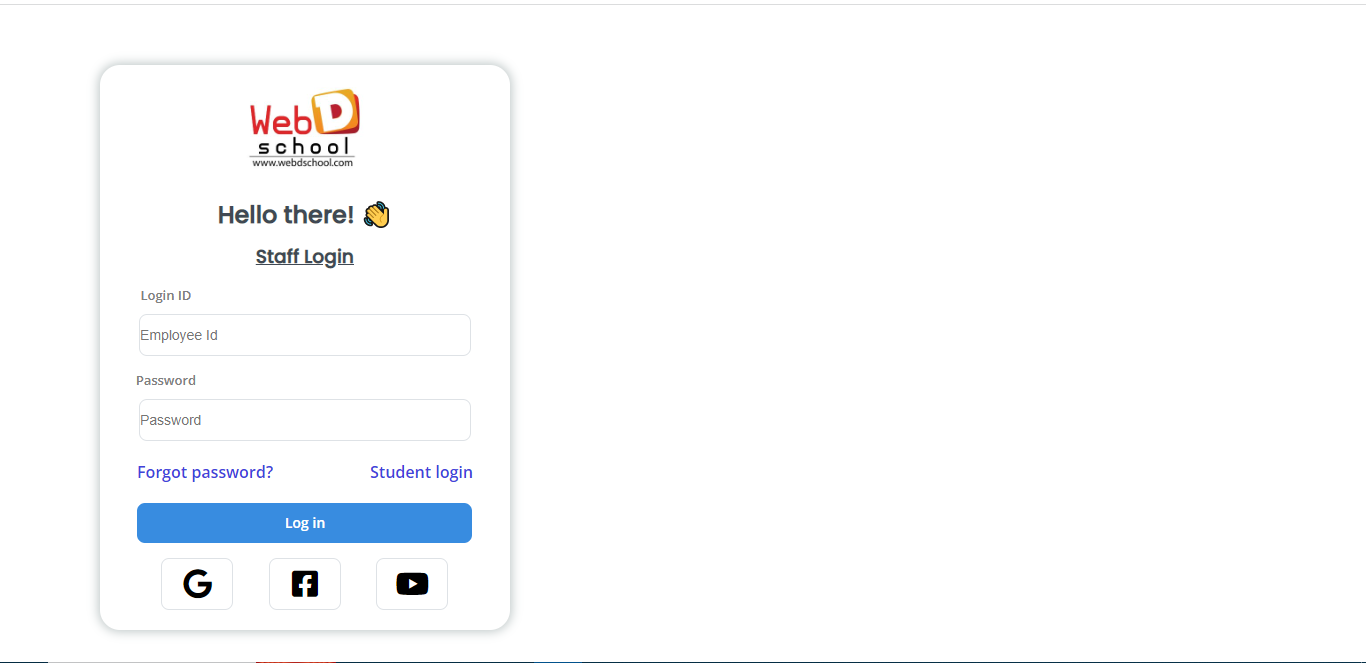 Web D
school
www.webdschool.com
Hello there! 👋
Staff Login
Login ID
Employee Id
Password
Password
Forgot password? Student login
Log in